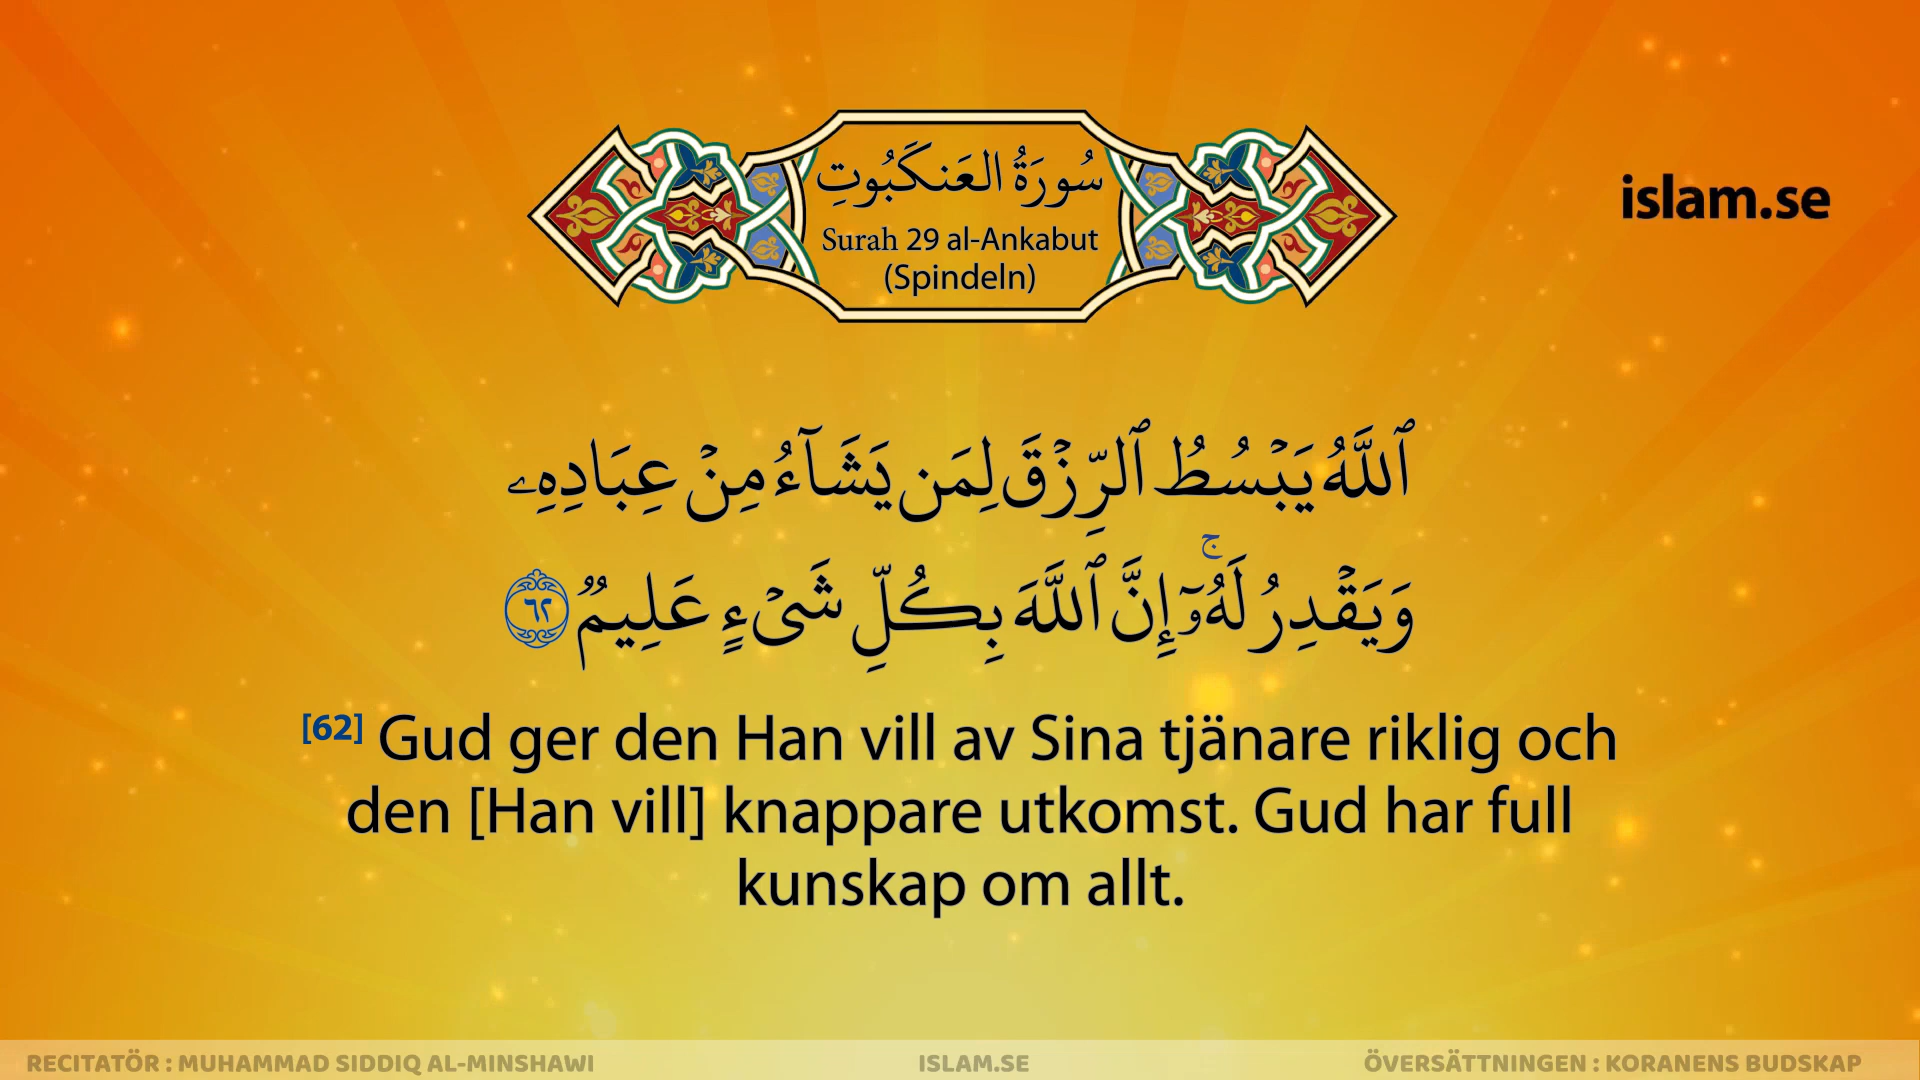 سُورَةُ العَنكَبُوتِ
Surah 29 al-Ankabut
(Spindeln)
islam.se
ٱللَّهُ يَبۡسُطُ ٱلرِّزۡقَ لِمَن يَشَآءُ مِنۡ عِبَادِهِۦ
وَيَقۡدِرُ لَهُۥٓۚ إِنَّ ٱللَّهَ بِكُلِّ شَىۡءٍ عَلِيمٌ ٦٢
[62] Gud ger den Han vill av Sina tjänare riklig och
den [Han vill] knappare utkomst. Gud har full
kunskap om allt.
RECITATÖR : MUHAMMAD SIDDIQ AL-MINSHAWI
ISLAM.SE
ÖVERSÄTTNINGEN : KORANENS BUDSKAP